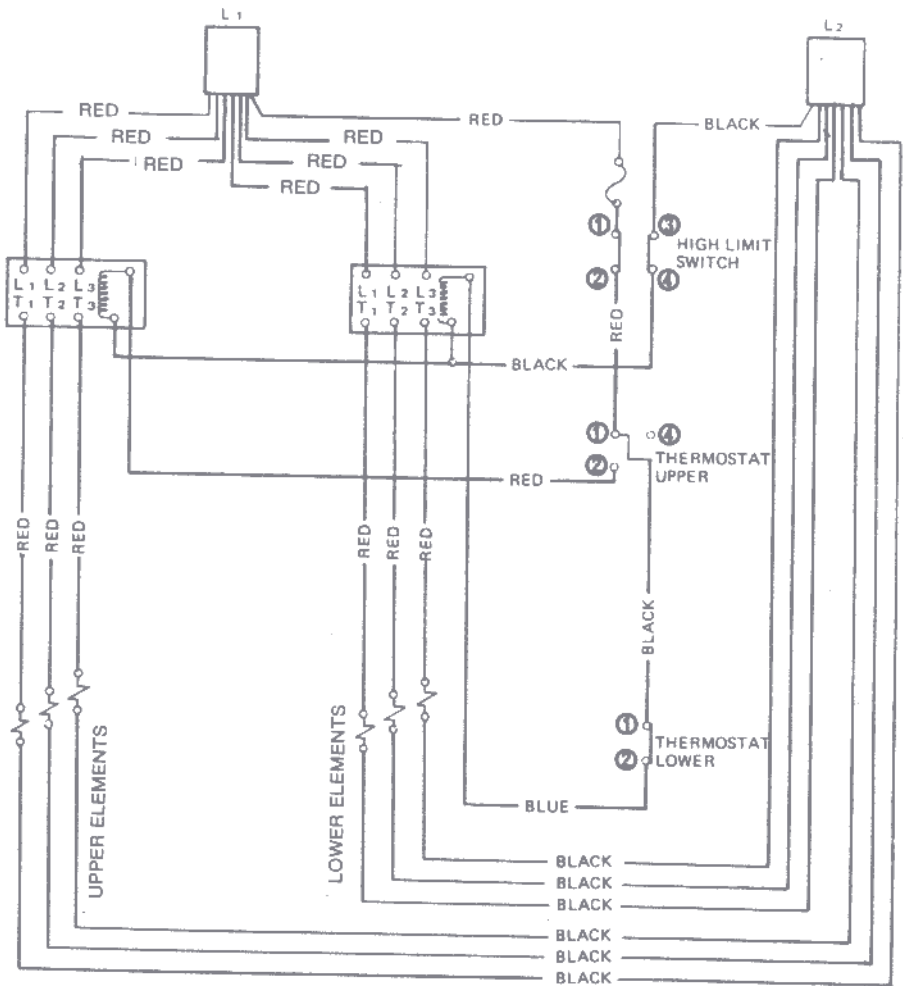 L1
L2
RED RED RED
BLACK
RED RED
RED RED
RED
① ③
HIGH LIMIT
SWITCH
② ④
L1 L2 L3
T1 T2 T3
L1 L2 L3
T1 T2 T3
RED
BLACK
① ④
THERMOSTAT
UPPER
②
RED
RED RED RED
RED RED RED
BLACK
UPPER ELEMENTS
LOWER ELEMENTS
①
THERMOSTAT
LOWER
②
BLUE
BLACK
BLACK
BLACK
BLACK
BLACK
BLACK